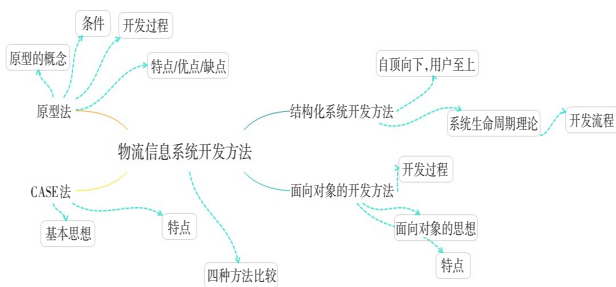 条件
开发过程
原型的概念
特点/优点/缺点
原型法
自顶向下,用户至上
结构化系统开发方法
系统生命周期理论
开发流程
物流信息系统开发方法
开发过程
CASE法
面向对象的开发方法
基本思想
特点
面向对象的思想
特点
四种方法比较